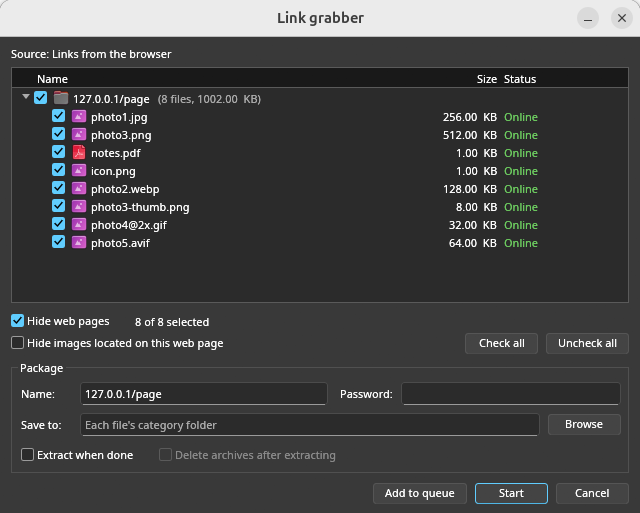 Link grabber
Source: Links from the browser
Name Size Status
127.0.0.1/page (8 files, 1002.00 KB)
photo1.jpg 256.00 KB Online
photo3.png 512.00 KB Online
notes.pdf 1.00 KB Online
icon.png 1.00 KB Online
photo2.webp 128.00 KB Online
photo3-thumb.png 8.00 KB Online
photo4@2x.gif 32.00 KB Online
photo5.avif 64.00 KB Online
Hide web pages 8 of 8 selected
Hide images located on this web page Check all Uncheck all
Package
Name: 127.0.0.1/page Password:
Save to: Each file's category folder Browse
Extract when done Delete archives after extracting
Add to queue Start Cancel